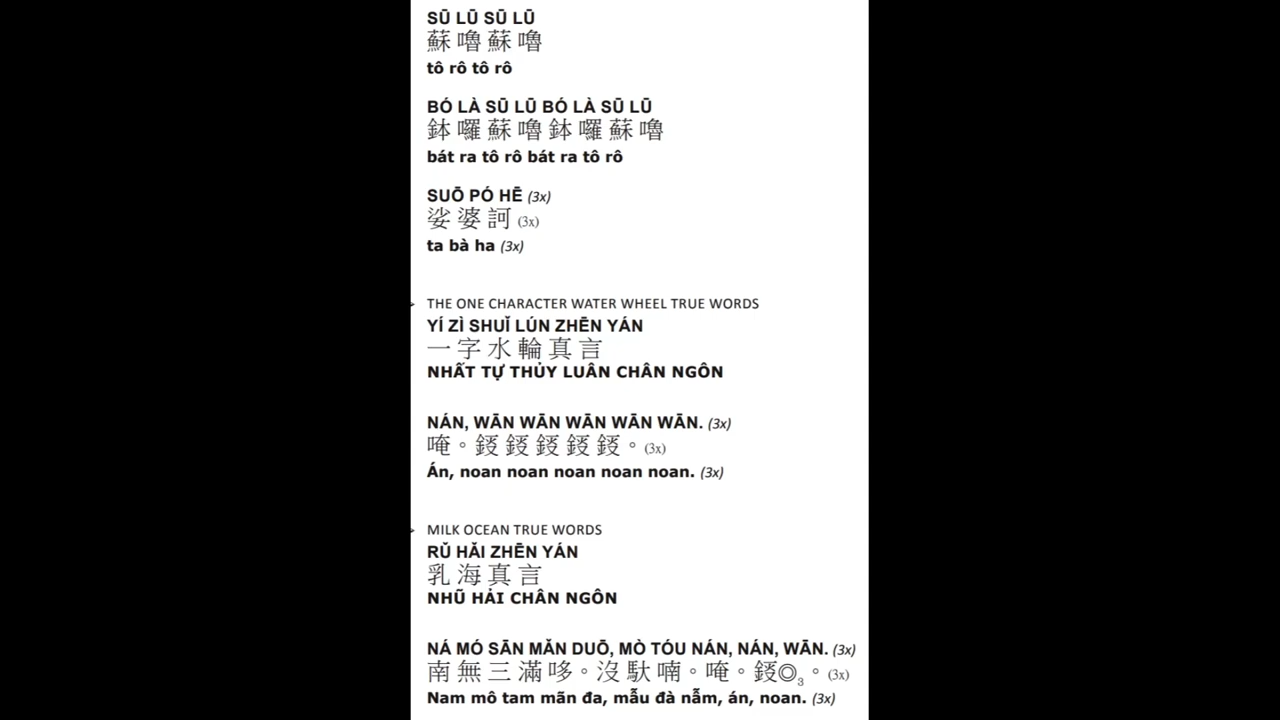 SŪ LŪ SŪ LŪ
蘇 嚕 蘇 嚕
tô rô tô rô
BÓ LÀ SŪ LŪ BÓ LÀ SŪ LŪ
鉢 囉 蘇 嚕 鉢 囉 蘇 嚕
bát ra tô rô bát ra tô rô
SUŌ PÓ HĒ (3x)
娑 婆 訶 (3x)
ta bà ha (3x)
THE ONE CHARACTER WATER WHEEL TRUE WORDS
YÍ ZÌ SHUǏ LÚN ZHĒN YÁN
一 字 水 輪 真 言
NHẤT TỰ THỦY LUÂN CHÂN NGÔN
NÁN, WĀN WĀN WĀN WĀN WĀN. (3x)
唵。鋄 鋄 鋄 鋄 鋄。(3x)
Án, noan noan noan noan noan. (3x)
MILK OCEAN TRUE WORDS
RǓ HǍI ZHĒN YÁN
乳 海 真 言
NHŨ HẢI CHÂN NGÔN
NÁ MÓ SĀN MǍN DUŌ, MÒ TÓU NÁN, NÁN, WĀN. (3x)
南 無 三 滿 哆。沒 馱 喃。唵。鋄◎3。(3x)
Nam mô tam mãn đa, mẫu đà nẫm, án, noan. (3x)